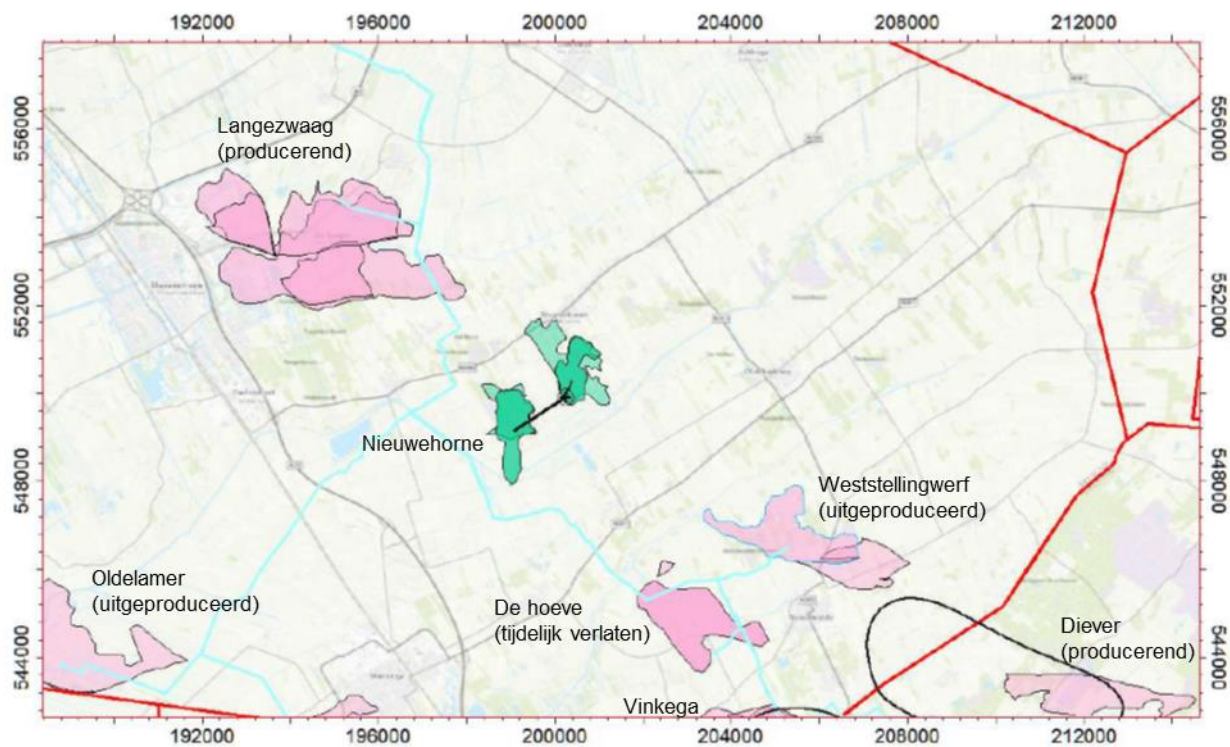 192000 196000 200000 204000 208000 212000
556000
556000
Langezwaag
(producerend)
552000
552000
Nieuwehorne
548000
548000
Weststellingwerf
(uitgeproduceerd)
Oldelamer
(uitgeproduceerd)
De hoeve
(tijdelijk verlaten)
Diever
(producerend)
544000
544000
Vinkega
192000 196000 200000 204000 208000 212000